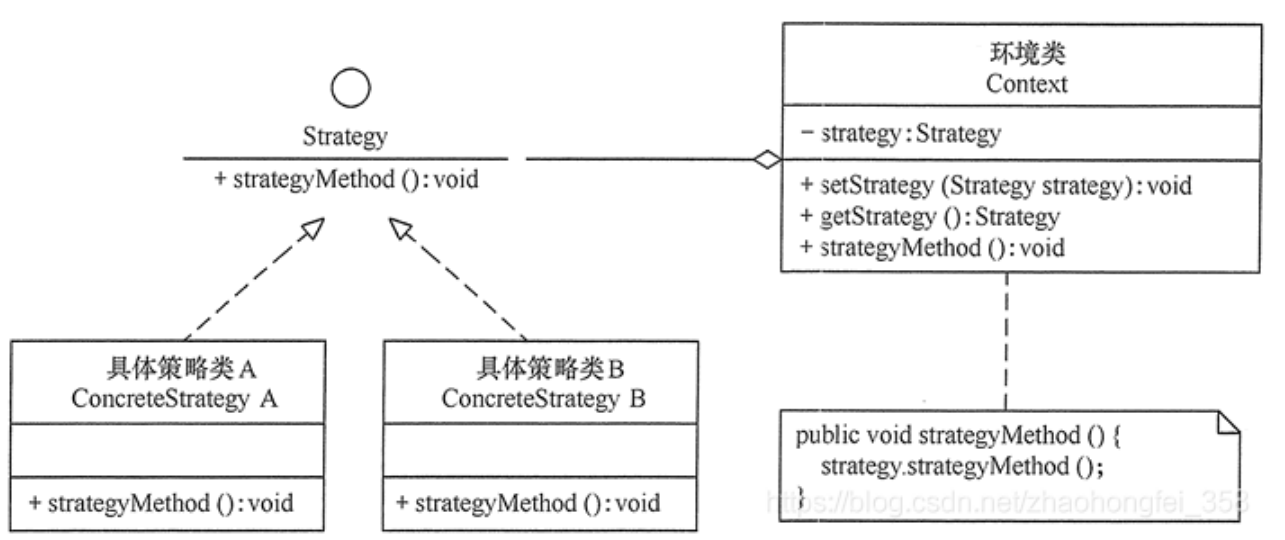 Strategy
+ strategyMethod ():void
环境类
Context
- strategy:Strategy
+ setStrategy (Strategy strategy):void
+ getStrategy ():Strategy
+ strategyMethod ():void
具体策略类A
ConcreteStrategy A
+ strategyMethod ():void
具体策略类B
ConcreteStrategy B
+ strategyMethod ():void
public void strategyMethod () {
strategy.strategyMethod ();
}
https://blog.csdn.net/zhaohongfei_358